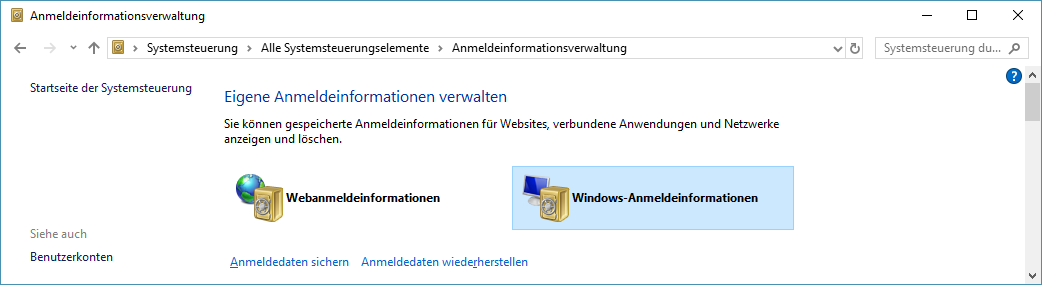 Anmeldeinformationsverwaltung
Systemsteuerung > Alle Systemsteuerungselemente > Anmeldeinformationsverwaltung
Systemsteuerung du...
Startseite der Systemsteuerung
?
Eigene Anmeldeinformationen verwalten
Sie können gespeicherte Anmeldeinformationen für Websites, verbundene Anwendungen und Netzwerke
anzeigen und löschen.
Webanmeldeinformationen
Windows-Anmeldeinformationen
Siehe auch
Benutzerkonten
Anmeldedaten sichern
Anmeldedaten wiederherstellen